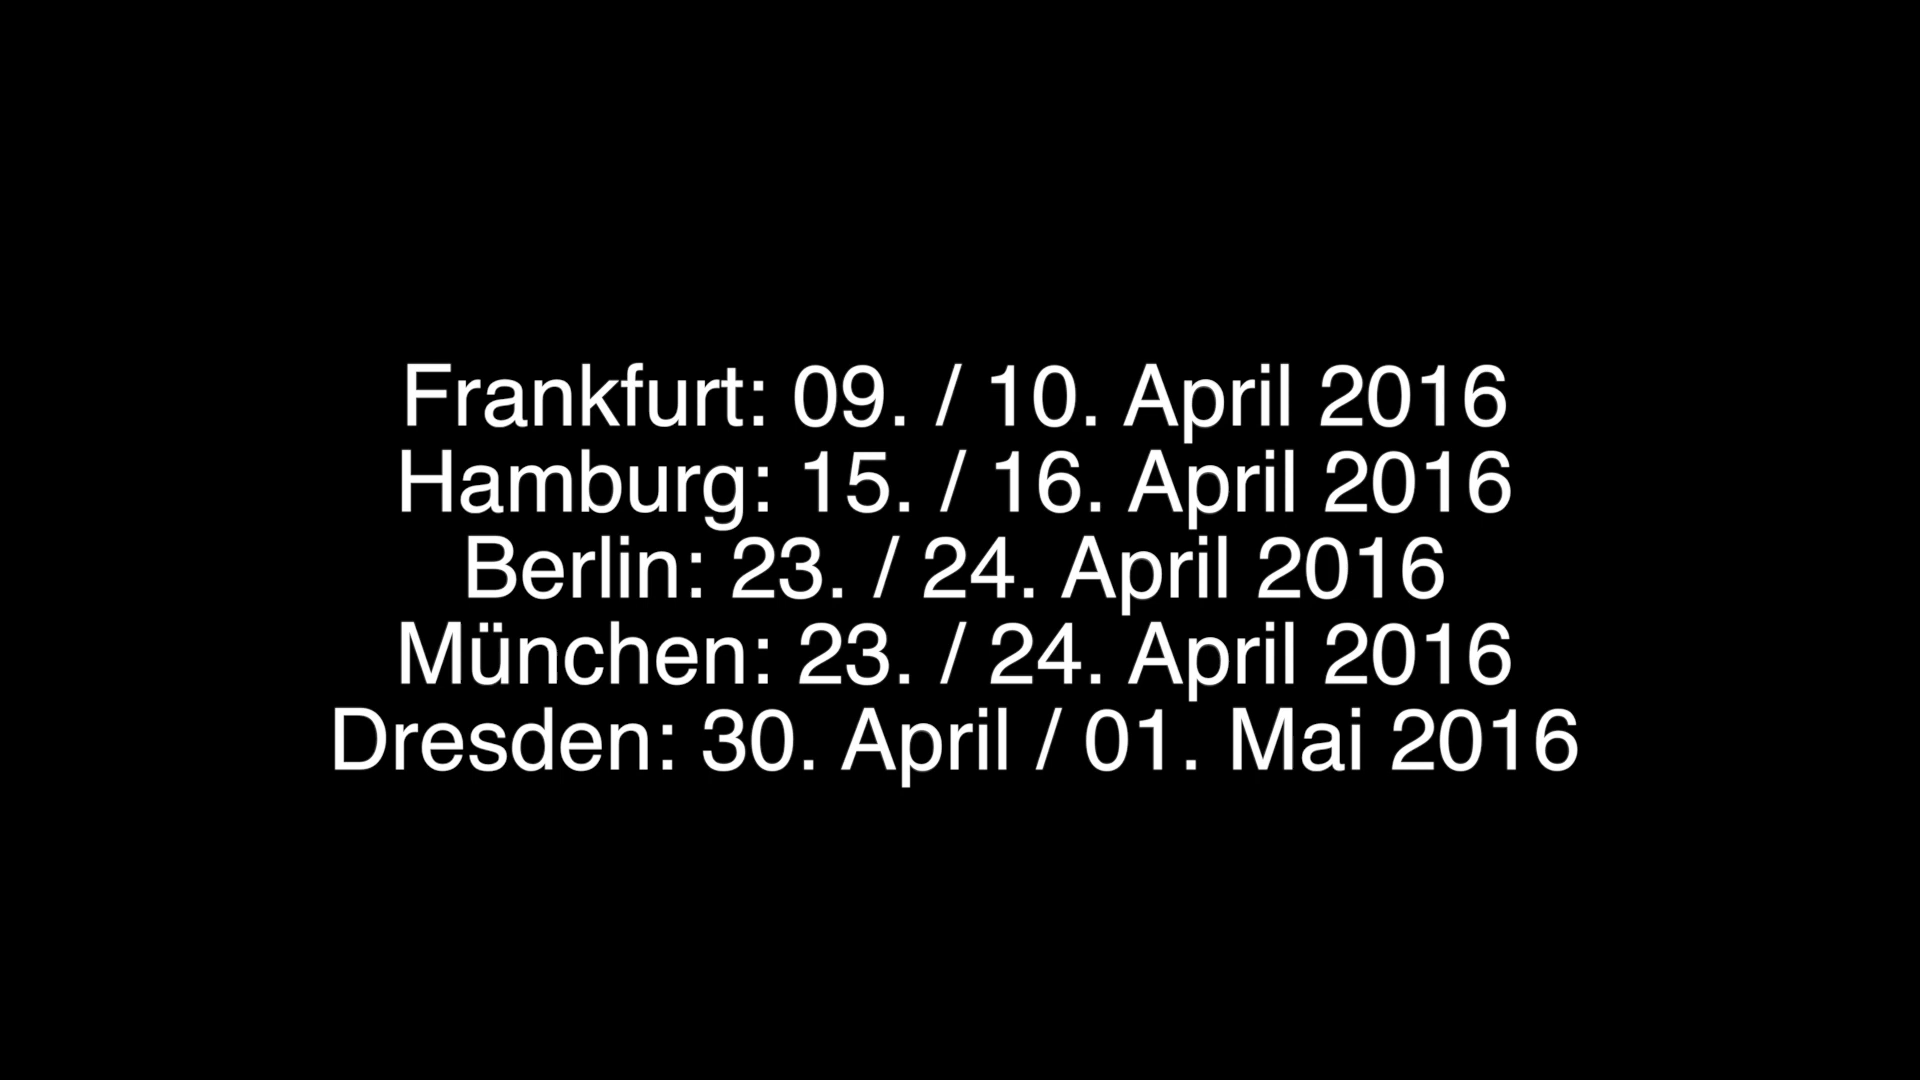 Frankfurt: 09. / 10. April 2016
Hamburg: 15. / 16. April 2016
Berlin: 23. / 24. April 2016
München: 23. / 24. April 2016
Dresden: 30. April / 01. Mai 2016